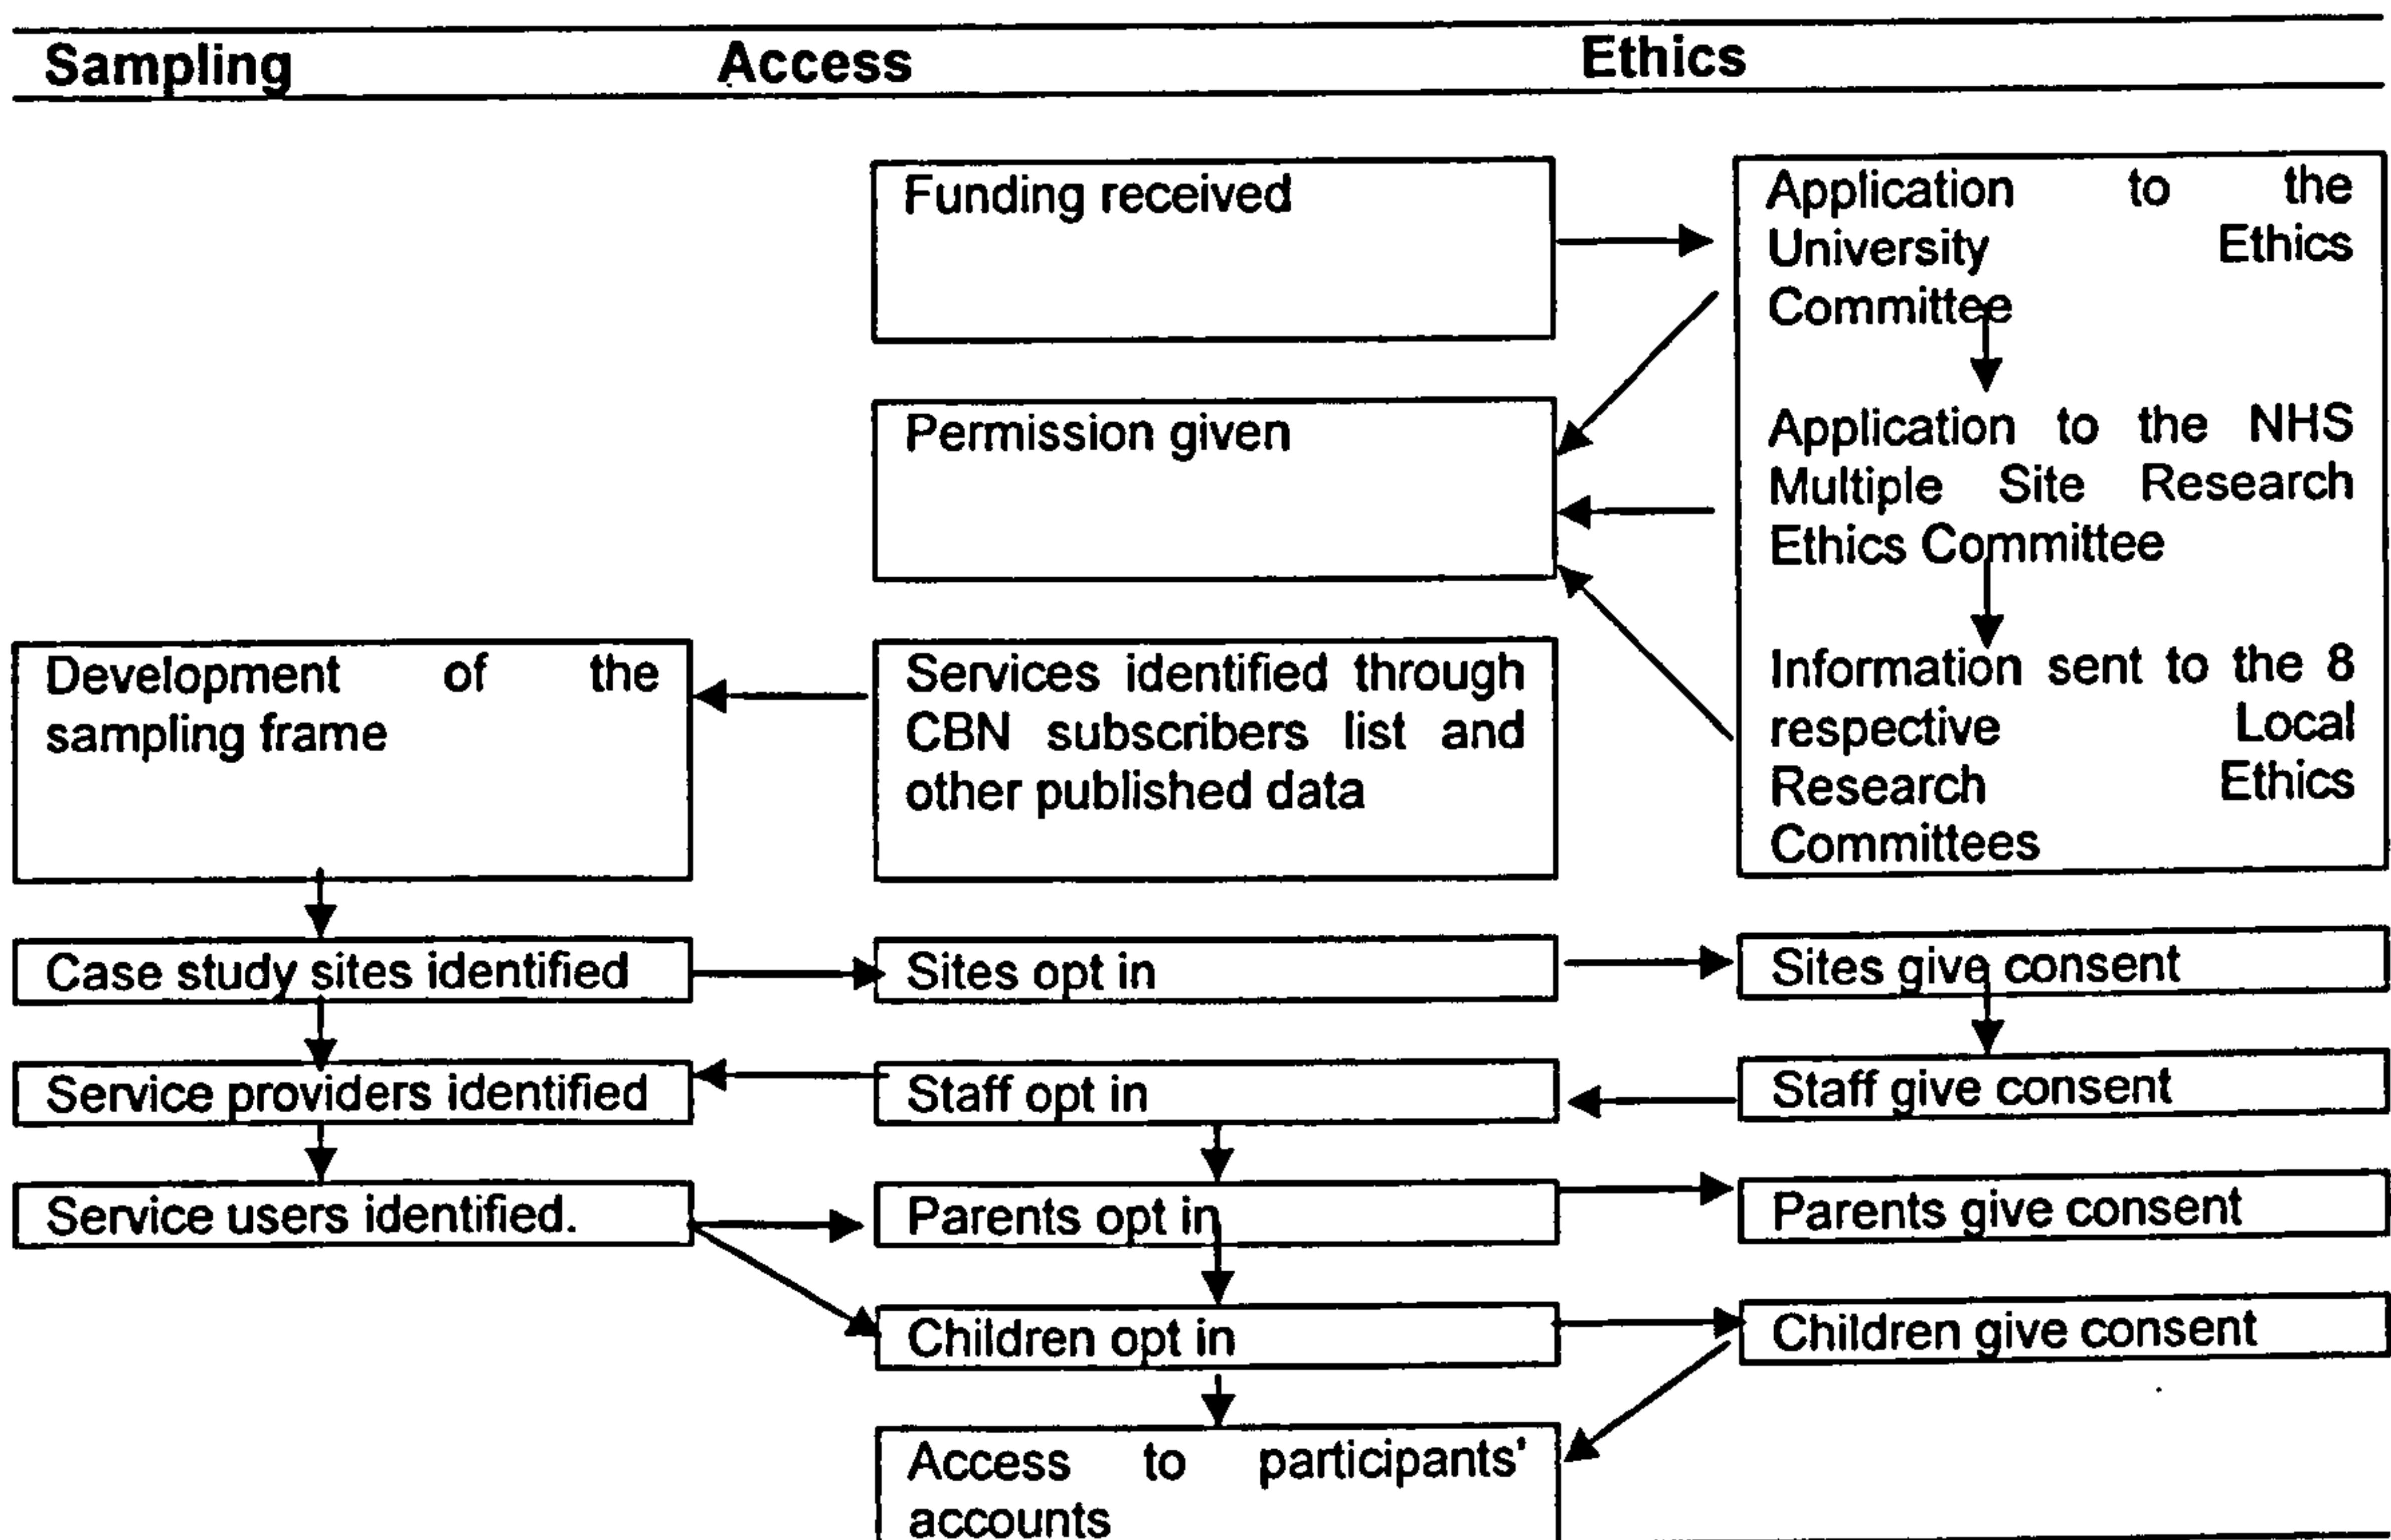 Sampling Access Ethics
Funding received
Application to the
University Ethics
Committee
Permission given
Application to the NHS
Multiple Site Research
Ethics Committee
Development of the
sampling frame
Services identified through
CBN subscribers list and
other published data
Information sent to the 8
respective Local
Research Ethics
Committees
Case study sites identified
Sites opt in
Sites give consent
Service providers identified
Staff opt in
Staff give consent
Service users identified.
Parents opt in
Parents give consent
Children opt in
Children give consent
Access to participants'
accounts